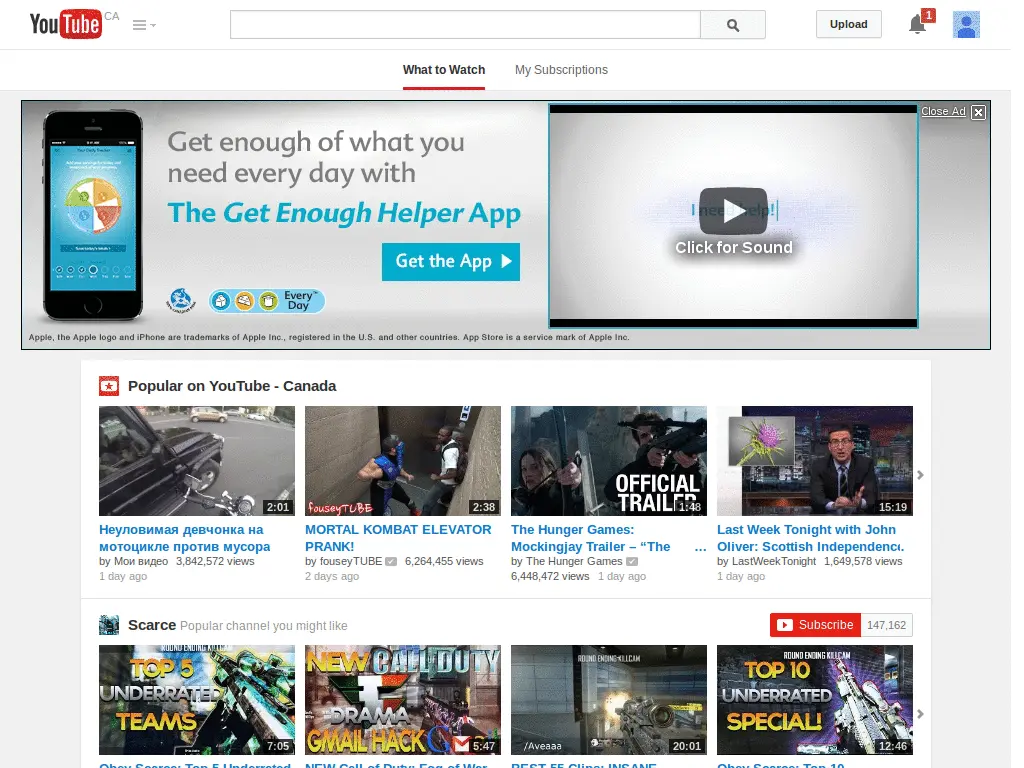 YouTube CA
Upload
1
What to Watch
My Subscriptions
Close Ad
Get enough of what you
need every day with
The Get Enough Helper App
Get the App
Every
Day™
I need help!
Click for Sound
Apple, the Apple logo and iPhone are trademarks of Apple Inc., registered in the U.S. and other countries. App Store is a service mark of Apple Inc.
Popular on YouTube - Canada
fouseyTUBE
OFFICIAL
TRAILER
2:01
2:38
1:48
15:19
Неуловимая девчонка на
мотоцикле против мусора
by Мои видео 3,842,572 views
1 day ago
MORTAL KOMBAT ELEVATOR
PRANK!
by fouseyTUBE 6,264,455 views
2 days ago
The Hunger Games:
Mockingjay Trailer – “The ...
by The Hunger Games
6,448,472 views 1 day ago
Last Week Tonight with John
Oliver: Scottish Independenc.
by LastWeekTonight 1,649,578 views
1 day ago
Scarce Popular channel you might like
Subscribe 147,162
ROUND ENDING KILLCAM
TOP 5
UNDERRATED
TEAMS
7:05
NEW CALL OF DUTY
DRAMA
GMAIL HACK
5:47
ROUND ENDING KILLCAM
/Aveaaa
20:01
ROUND ENDING KILLCAM
TOP 10
UNDERRATED
SPECIAL!
12:46
Obey Scarce: Top 5 Underrated
NEW Call of Duty: Fog of War
BEST 55 Clips: INSANE
Obey Scarce: Top 10